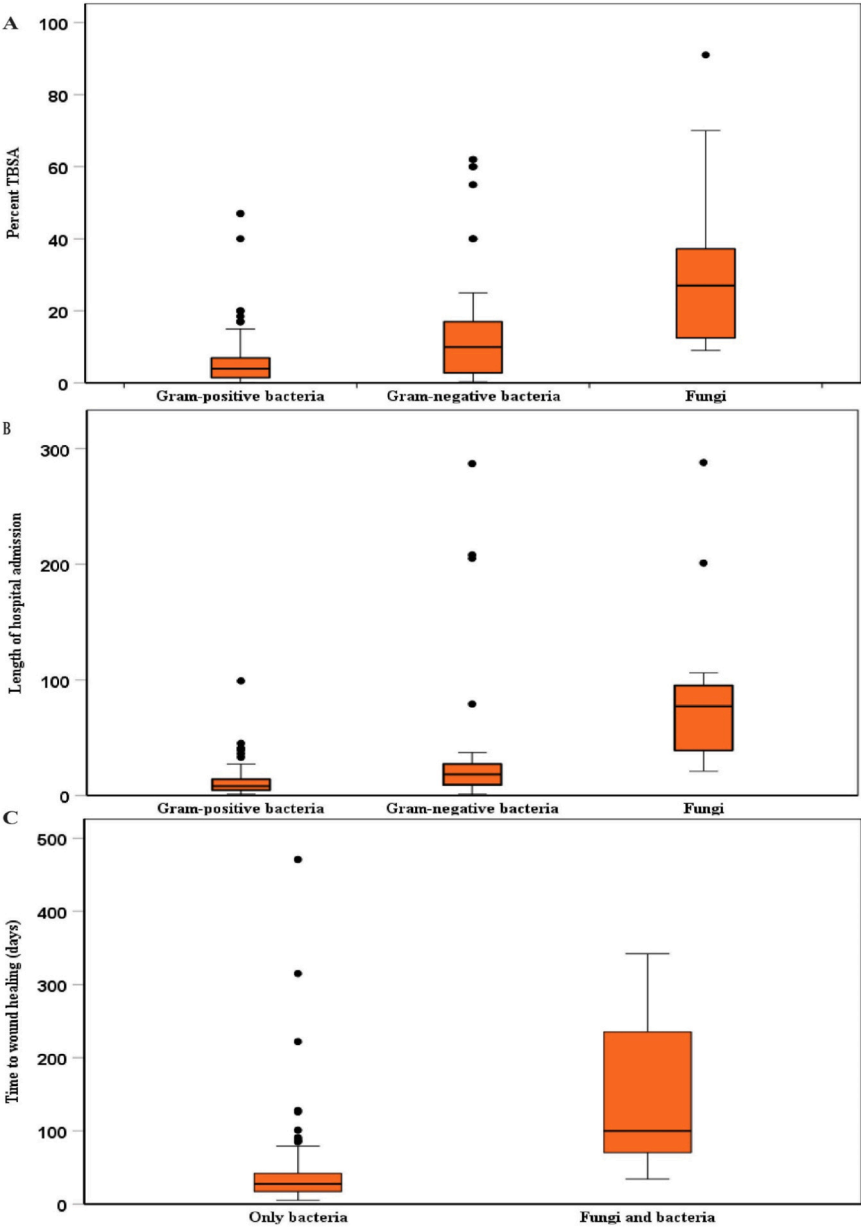 A
100
80
60
40
20
0
Percent TBSA
Gram-positive bacteria Gram-negative bacteria Fungi
B
300
200
100
0
Length of hospital admission
Gram-positive bacteria Gram-negative bacteria Fungi
C
500
400
300
200
100
0
Time to wound healing (days)
Only bacteria Fungi and bacteria